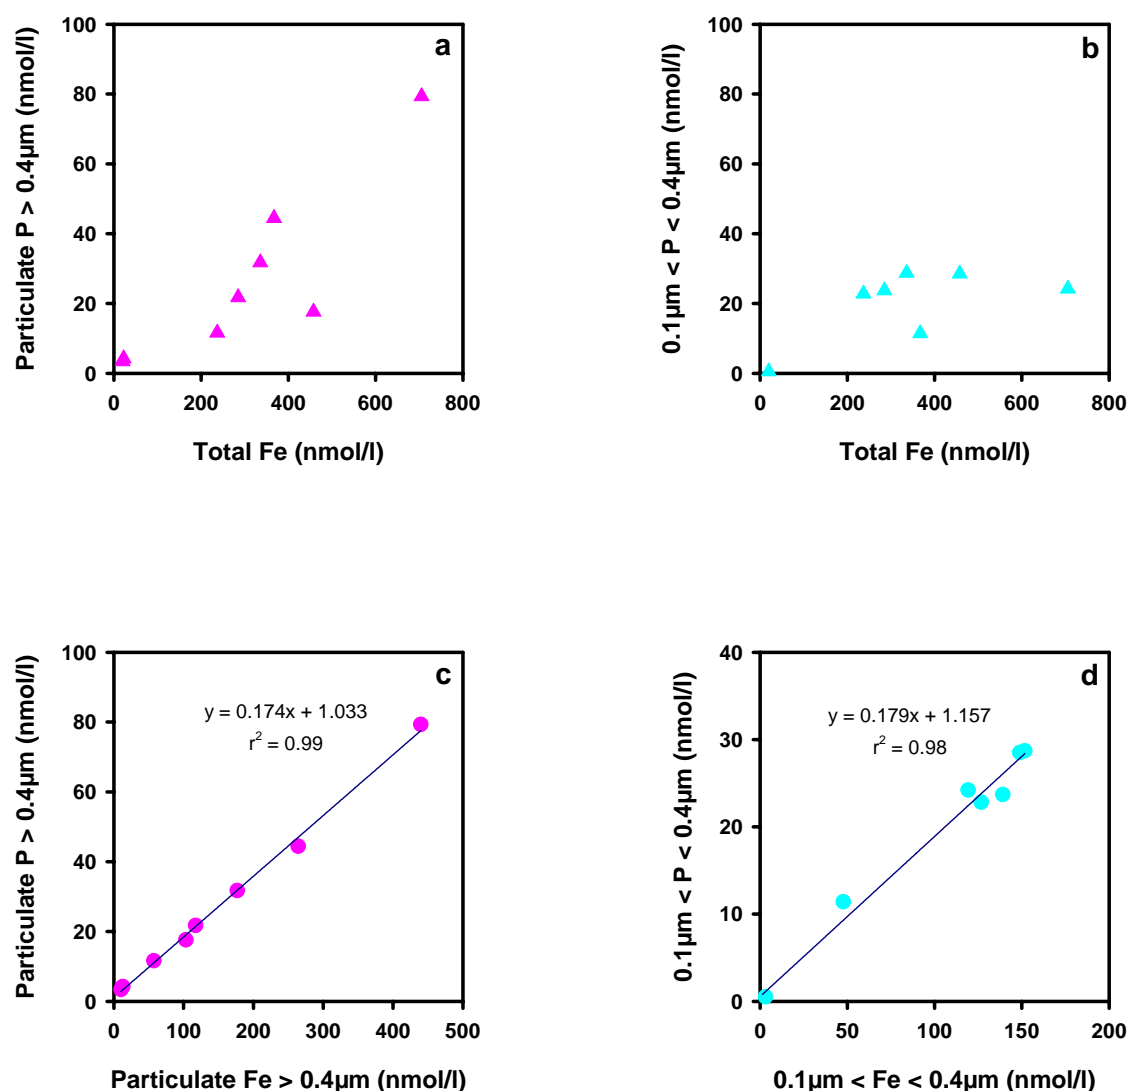 a
Particulate P > 0.4µm (nmol/l)
100
80
60
40
20
0
0 200 400 600 800
Total Fe (nmol/l)
b
0.1µm < P < 0.4µm (nmol/l)
100
80
60
40
20
0
0 200 400 600 800
Total Fe (nmol/l)
c
Particulate P > 0.4µm (nmol/l)
100
80
60
40
20
0
y = 0.174x + 1.033
r² = 0.99
0 100 200 300 400 500
Particulate Fe > 0.4µm (nmol/l)
d
0.1µm < P < 0.4µm (nmol/l)
40
30
20
10
0
y = 0.179x + 1.157
r² = 0.98
0 50 100 150 200
0.1µm < Fe < 0.4µm (nmol/l)